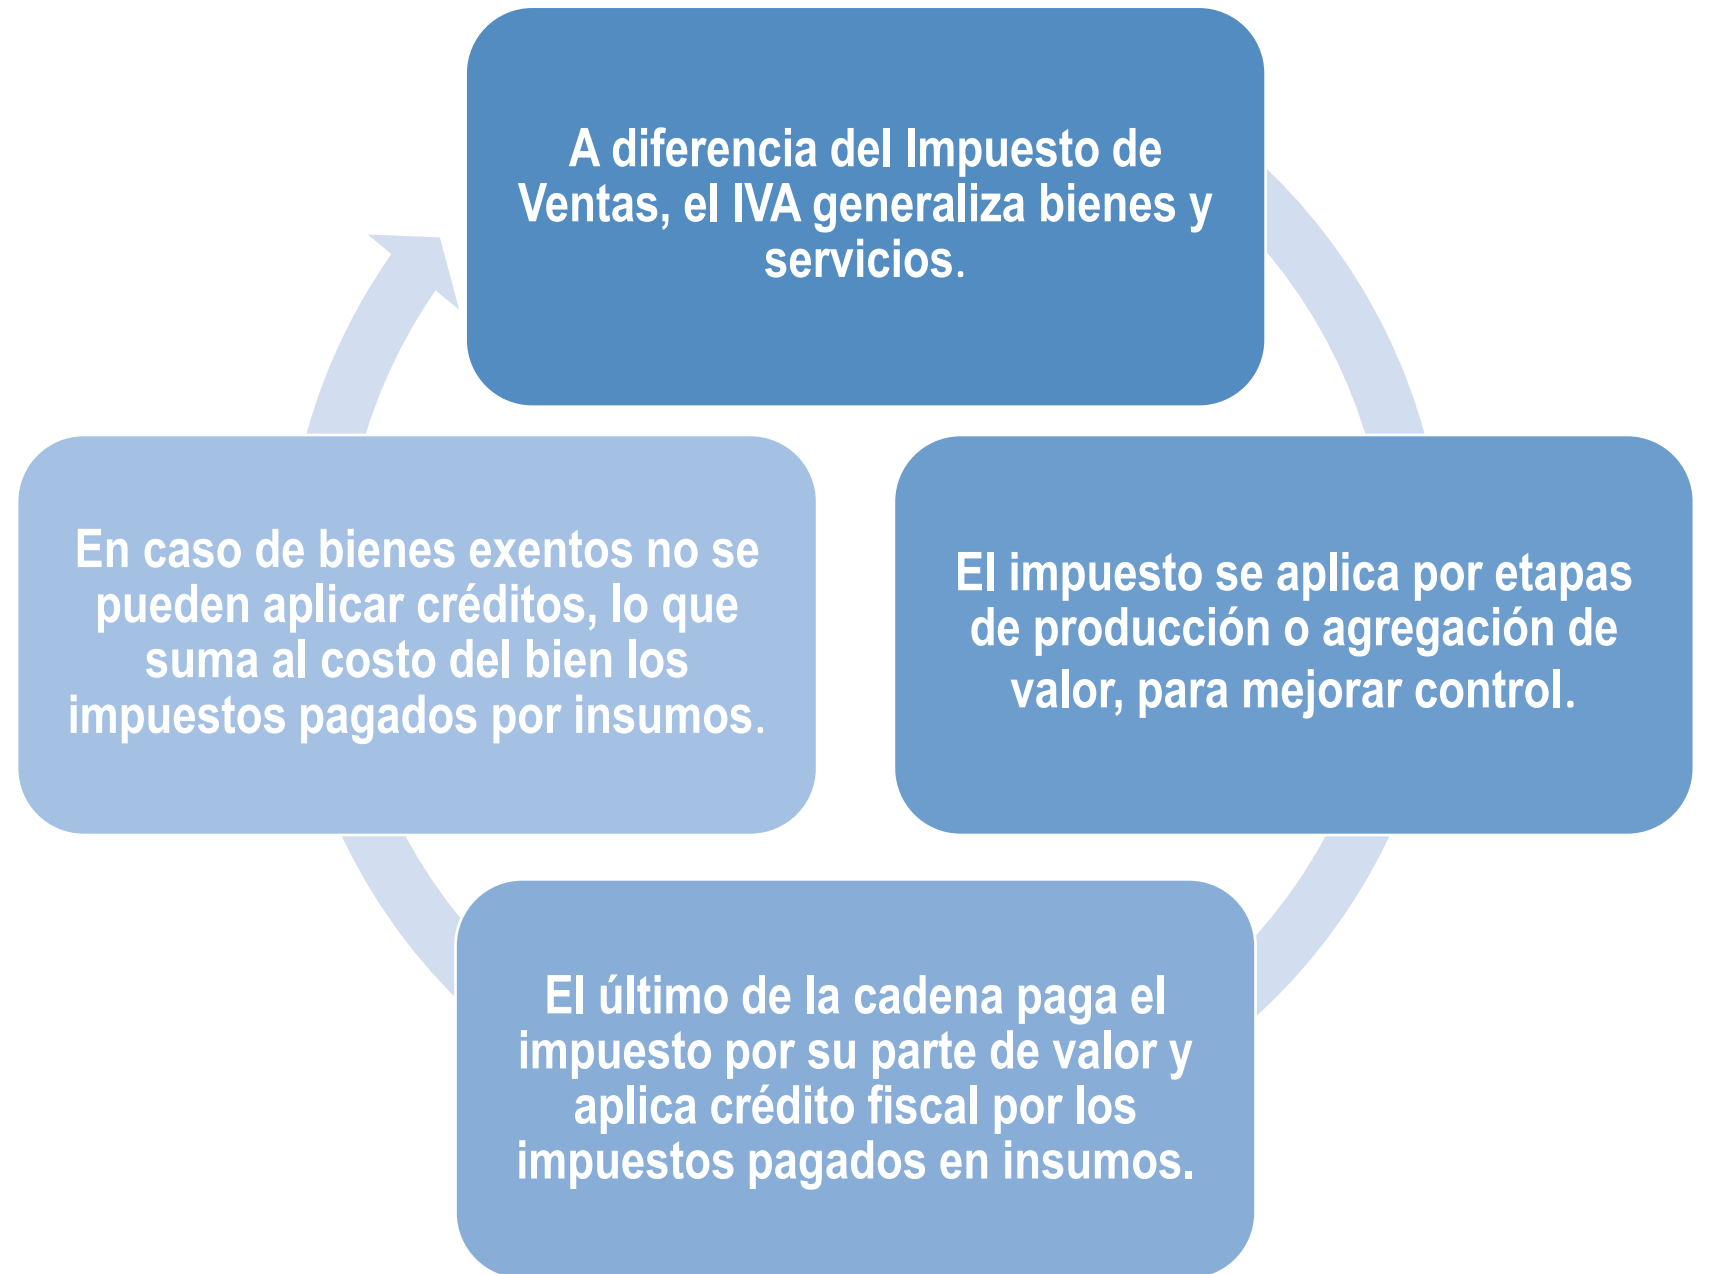 A diferencia del Impuesto de
Ventas, el IVA generaliza bienes y
servicios.
El impuesto se aplica por etapas
de producción o agregación de
valor, para mejorar control.
El último de la cadena paga el
impuesto por su parte de valor y
aplica crédito fiscal por los
impuestos pagados en insumos.
En caso de bienes exentos no se
pueden aplicar créditos, lo que
suma al costo del bien los
impuestos pagados por insumos.